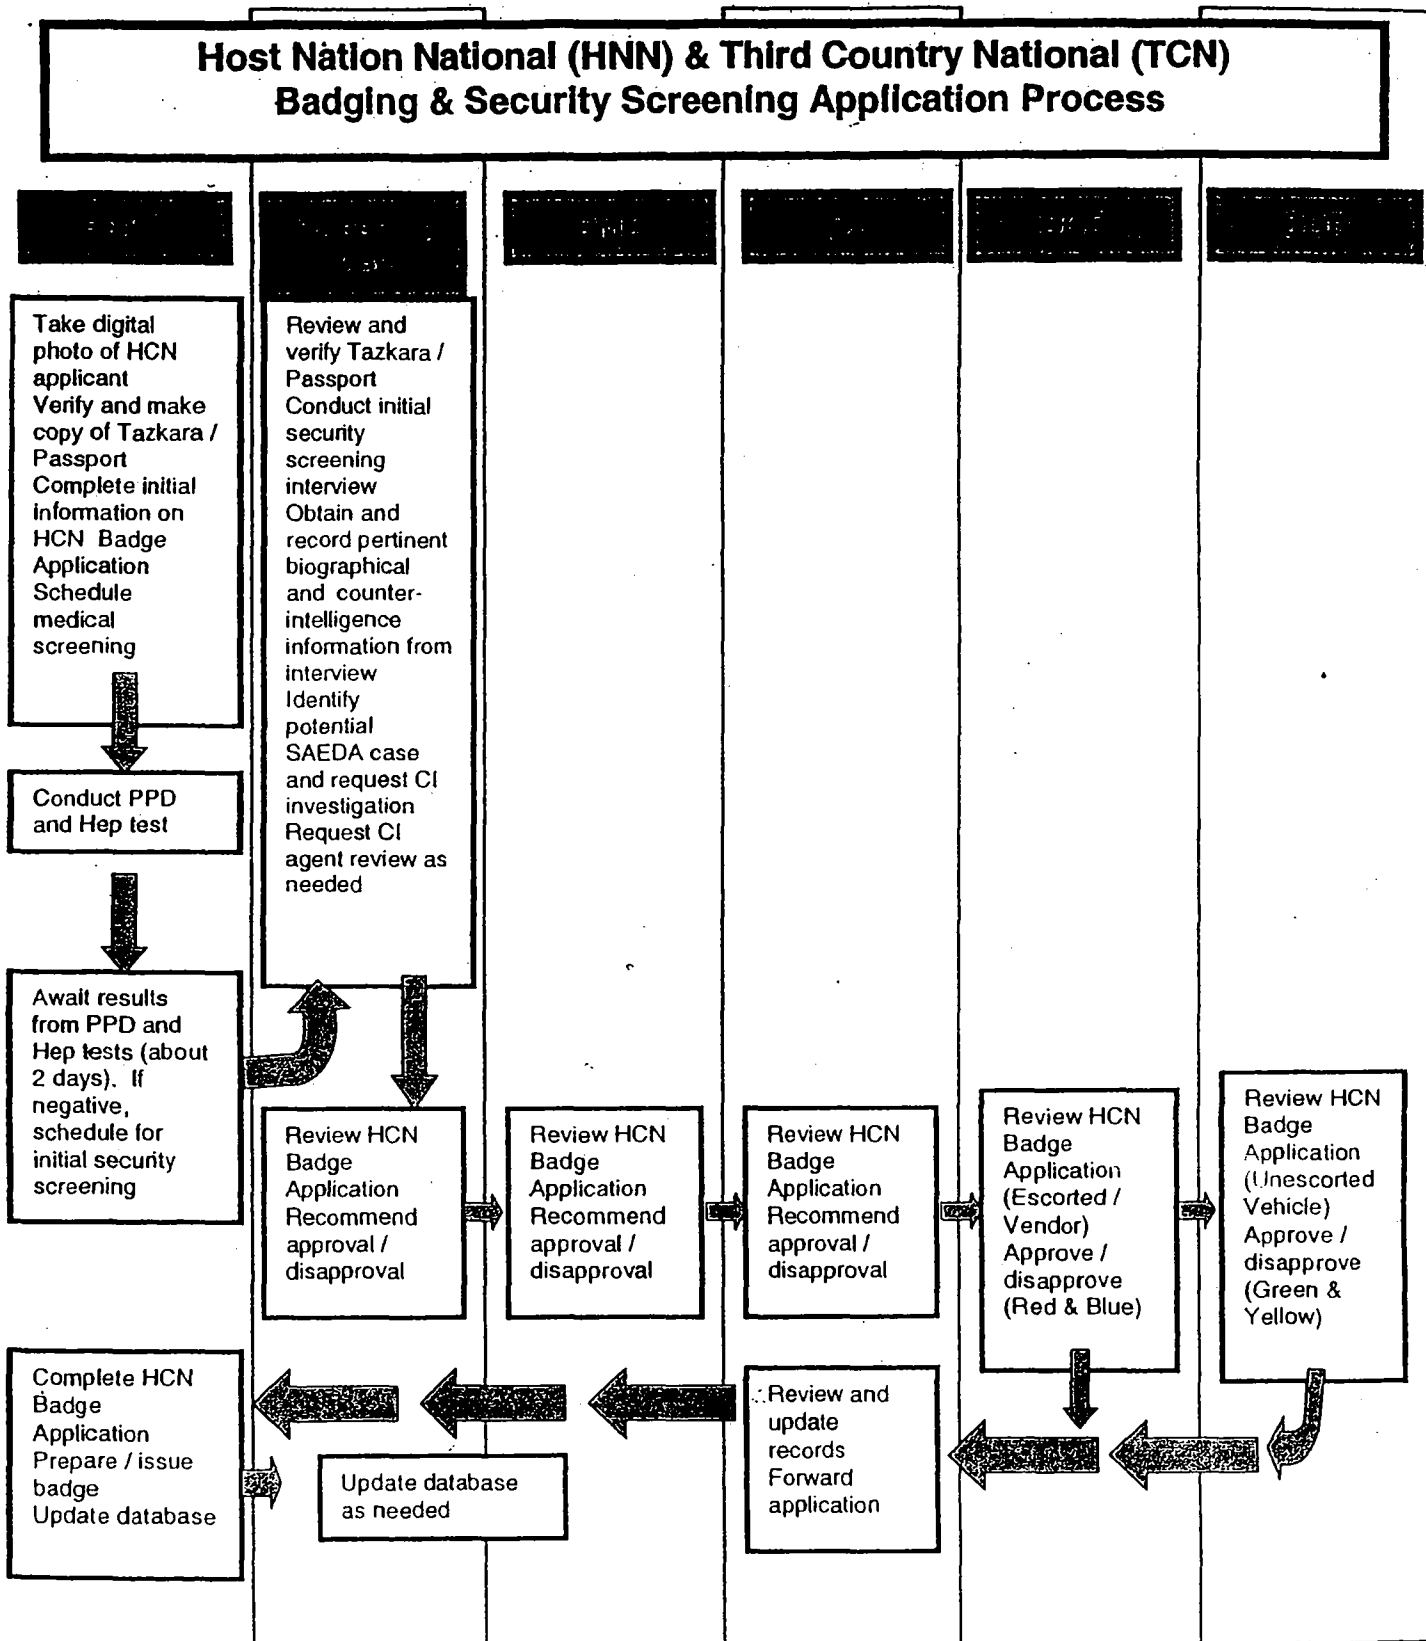 Host Nation National (HNN) & Third Country National (TCN)
Badging & Security Screening Application Process
Take digital
photo of HCN
applicant
Verify and make
copy of Tazkara /
Passport
Complete initial
information on
HCN Badge
Application
Schedule
medical
screening
Conduct PPD
and Hep test
Await results
from PPD and
Hep tests (about
2 days). If
negative,
schedule for
initial security
screening
Review and
verify Tazkara /
Passport
Conduct initial
security
screening
interview
Obtain and
record pertinent
biographical
and counter-
intelligence
information from
interview
Identify
potential
SAEDA case
and request CI
investigation
Request CI
agent review as
needed
Review HCN
Badge
Application
Recommend
approval /
disapproval
Review HCN
Badge
Application
Recommend
approval /
disapproval
Review HCN
Badge
Application
Recommend
approval /
disapproval
Review HCN
Badge
Application
(Escorted /
Vendor)
Approve /
disapprove
(Red & Blue)
Review HCN
Badge
Application
(Unescorted
Vehicle)
Approve /
disapprove
(Green &
Yellow)
Review and
update
records
Forward
application
Complete HCN
Badge
Application
Prepare / issue
badge
Update database
Update database
as needed